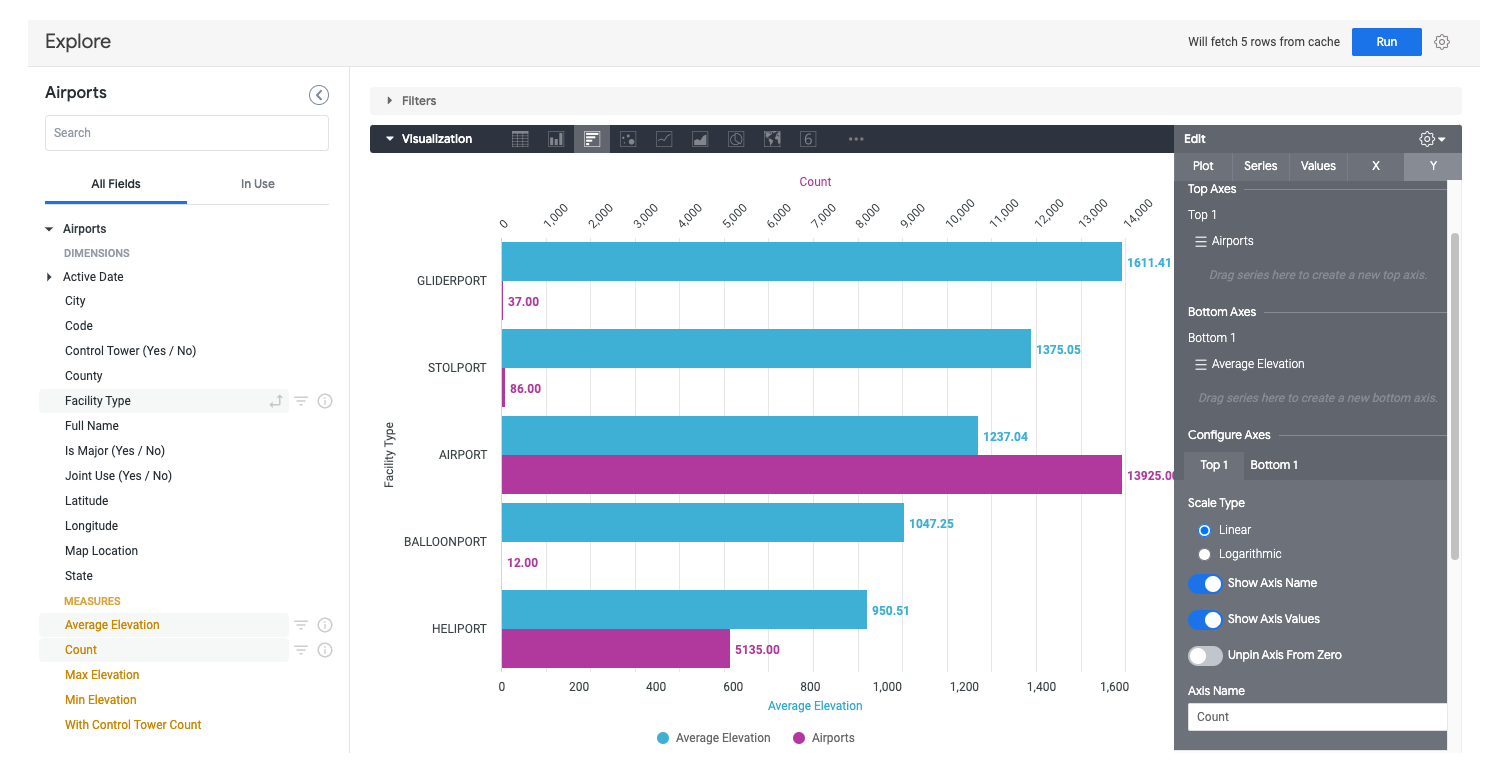 Explore
Will fetch 5 rows from cache
Run
Airports
Search
All Fields
In Use
Airports
DIMENSIONS
Active Date
City
Code
Control Tower (Yes / No)
County
Facility Type
Full Name
Is Major (Yes / No)
Joint Use (Yes / No)
Latitude
Longitude
Map Location
State
MEASURES
Average Elevation
Count
Max Elevation
Min Elevation
With Control Tower Count
Filters
Visualization
6
Count
0 1,000 2,000 3,000 4,000 5,000 6,000 7,000 8,000 9,000 10,000 11,000 12,000 13,000 14,000
Facility Type
GLIDERPORT
1611.41
37.00
STOLPORT
1375.05
86.00
AIRPORT
1237.04
13925.00
BALLOONPORT
1047.25
12.00
HELIPORT
950.51
5135.00
0 200 400 600 800 1,000 1,200 1,400 1,600
Average Elevation
Average Elevation Airports
Edit
Plot Series Values X Y
Top Axes
Top 1
Airports
Drag series here to create a new top axis.
Bottom Axes
Bottom 1
Average Elevation
Drag series here to create a new bottom axis.
Configure Axes
Top 1 Bottom 1
Scale Type
Linear
Logarithmic
Show Axis Name
Show Axis Values
Unpin Axis From Zero
Axis Name
Count